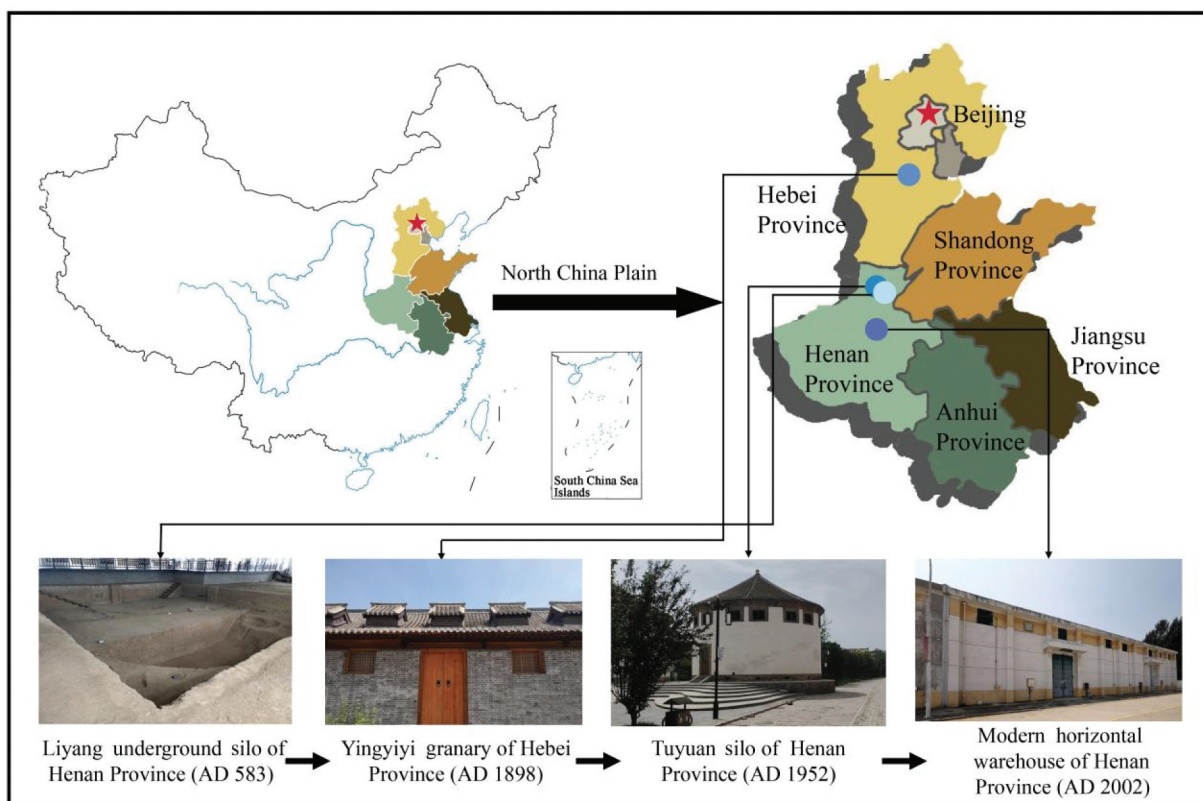 North China Plain
South China Sea
Islands
Beijing
Hebei
Province
Shandong
Province
Henan
Province
Jiangsu
Province
Anhui
Province
Liyang underground silo of
Henan Province (AD 583)
Yingyiyi granary of Hebei
Province (AD 1898)
Tuyuan silo of Henan
Province (AD 1952)
Modern horizontal
warehouse of Henan
Province (AD 2002)